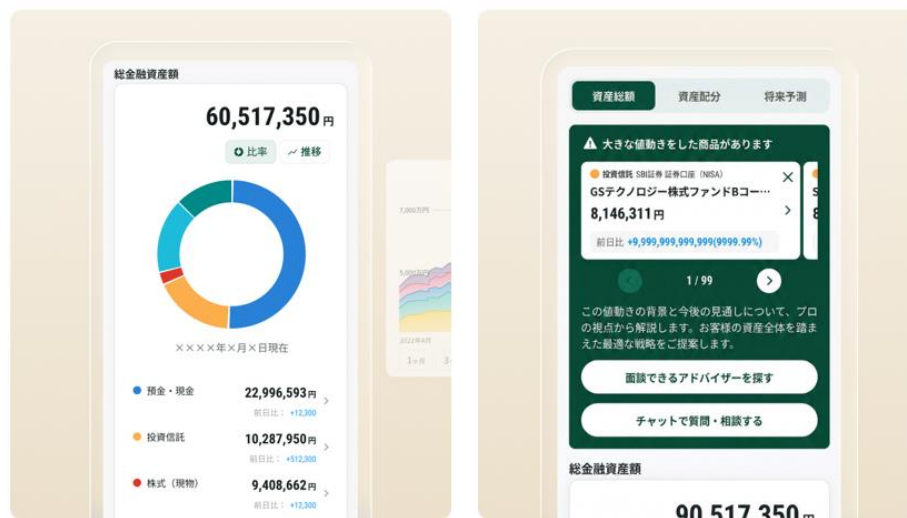 総金融資産額
60,517,350円
比率
推移
××××年×月×日現在
預金・現金
22,996,593円
前日比： +12,300
投資信託
10,287,950円
前日比： +512,300
株式（現物）
9,408,662円
前日比： +12,300
7,000万円
5,000万円
2022年4月
1ヶ月
3
資産総額
資産配分
将来予測
大きな値動きをした商品があります
投資信託 SBI証券 証券口座（NISA）
GSテクノロジー株式ファンドBコー…
8,146,311円
前日比 +9,999,999,999,999(9999.99%)
S
8
1 / 99
この値動きの背景と今後の見通しについて、プロ
の視点から解説します。お客様の資産全体を踏ま
えた最適な戦略をご提案します。
面談できるアドバイザーを探す
チャットで質問・相談する
総金融資産額
90,517,350円